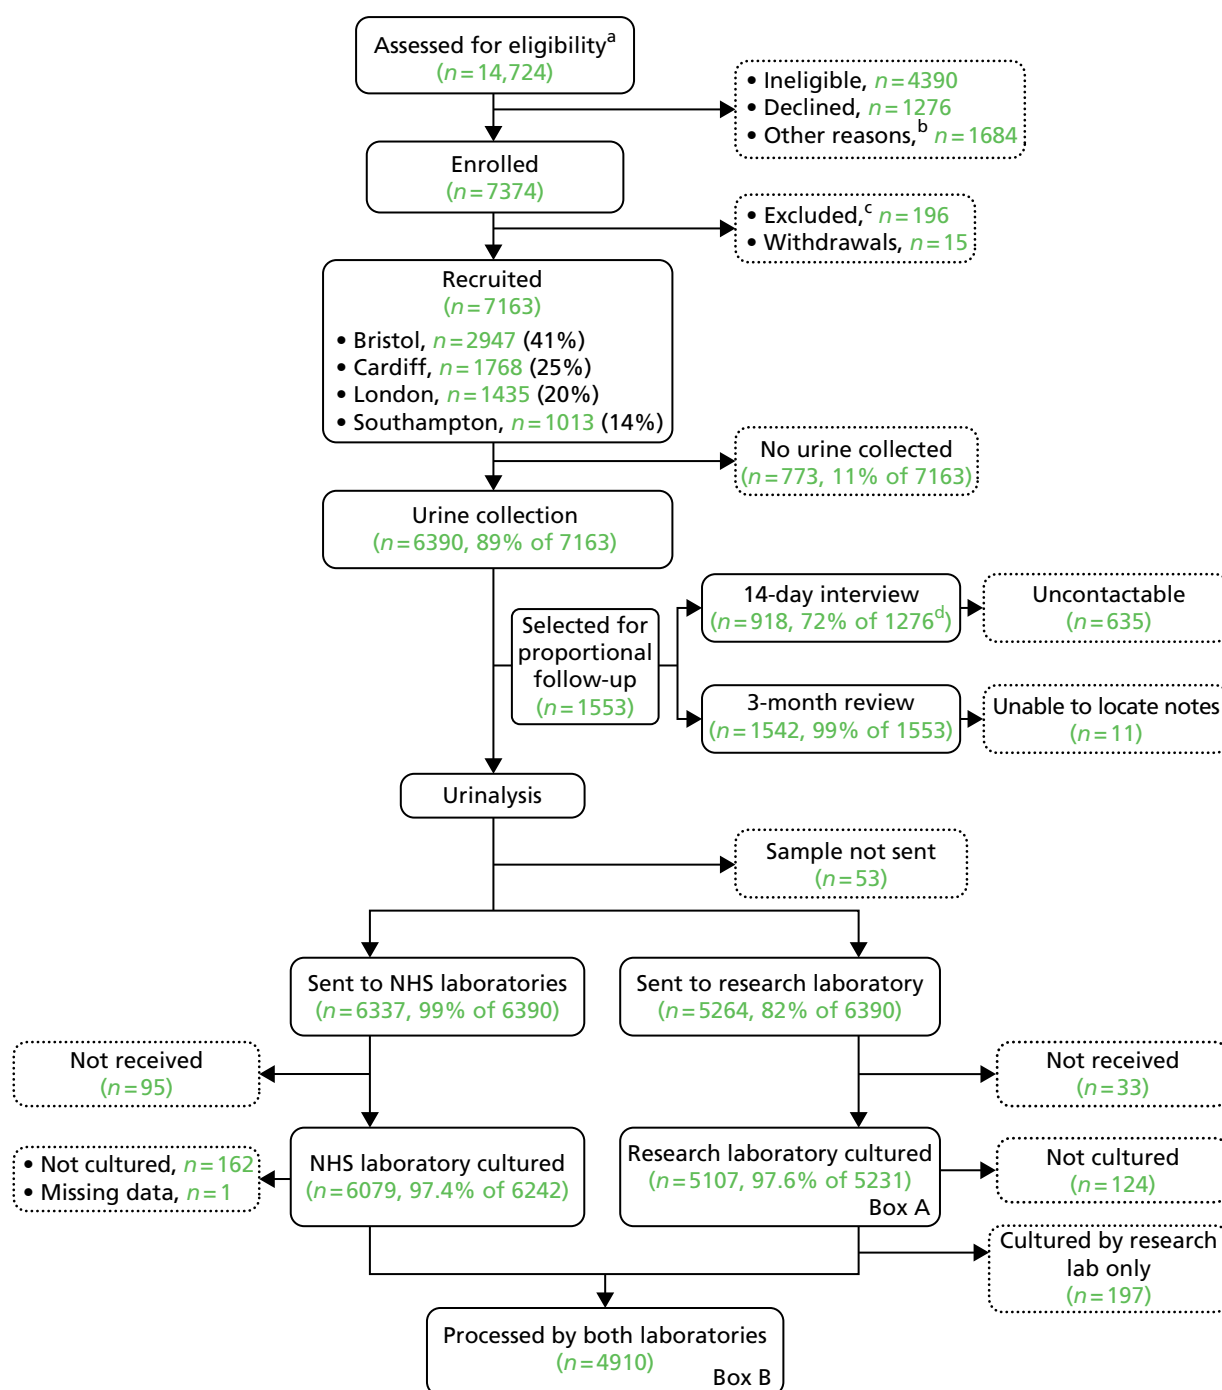 Assessed for eligibilityᵃ
(n=14,724)
• Ineligible, n=4390
• Declined, n=1276
• Other reasons,ᵇ n=1684
Enrolled
(n=7374)
• Excluded,ᶜ n=196
• Withdrawals, n=15
Recruited
(n=7163)
• Bristol, n=2947 (41%)
• Cardiff, n=1768 (25%)
• London, n=1435 (20%)
• Southampton, n=1013 (14%)
No urine collected
(n=773, 11% of 7163)
Urine collection
(n=6390, 89% of 7163)
Selected for
proportional
follow-up
(n=1553)
14-day interview
(n=918, 72% of 1276ᵈ)
Uncontactable
(n=635)
3-month review
(n=1542, 99% of 1553)
Unable to locate notes
(n=11)
Urinalysis
Sample not sent
(n=53)
Sent to NHS laboratories
(n=6337, 99% of 6390)
Sent to research laboratory
(n=5264, 82% of 6390)
Not received
(n=95)
Not received
(n=33)
• Not cultured, n=162
• Missing data, n=1
NHS laboratory cultured
(n=6079, 97.4% of 6242)
Research laboratory cultured
(n=5107, 97.6% of 5231)
Box A
Not cultured
(n=124)
Cultured by research
lab only
(n=197)
Processed by both laboratories
(n=4910)
Box B